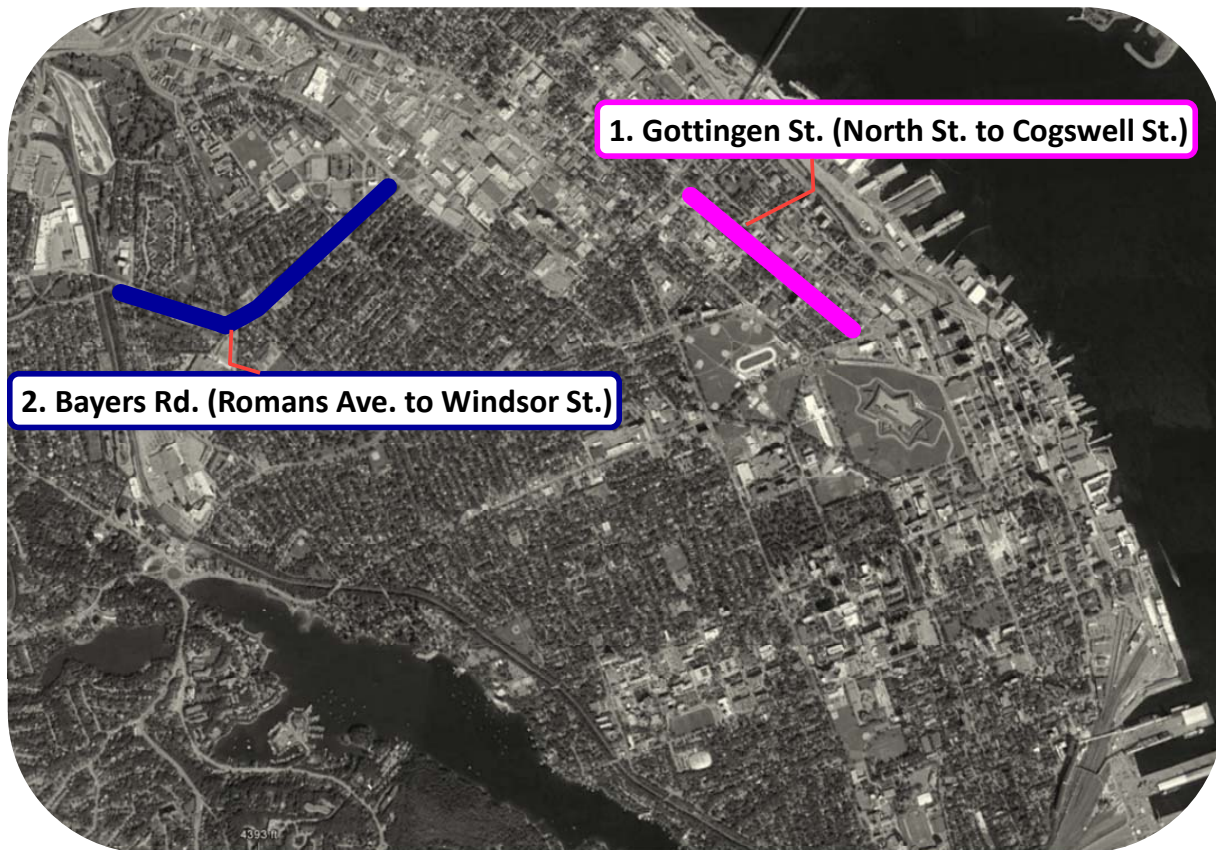 1. Gottingen St. (North St. to Cogswell St.)
2. Bayers Rd. (Romans Ave. to Windsor St.)
4393 ft